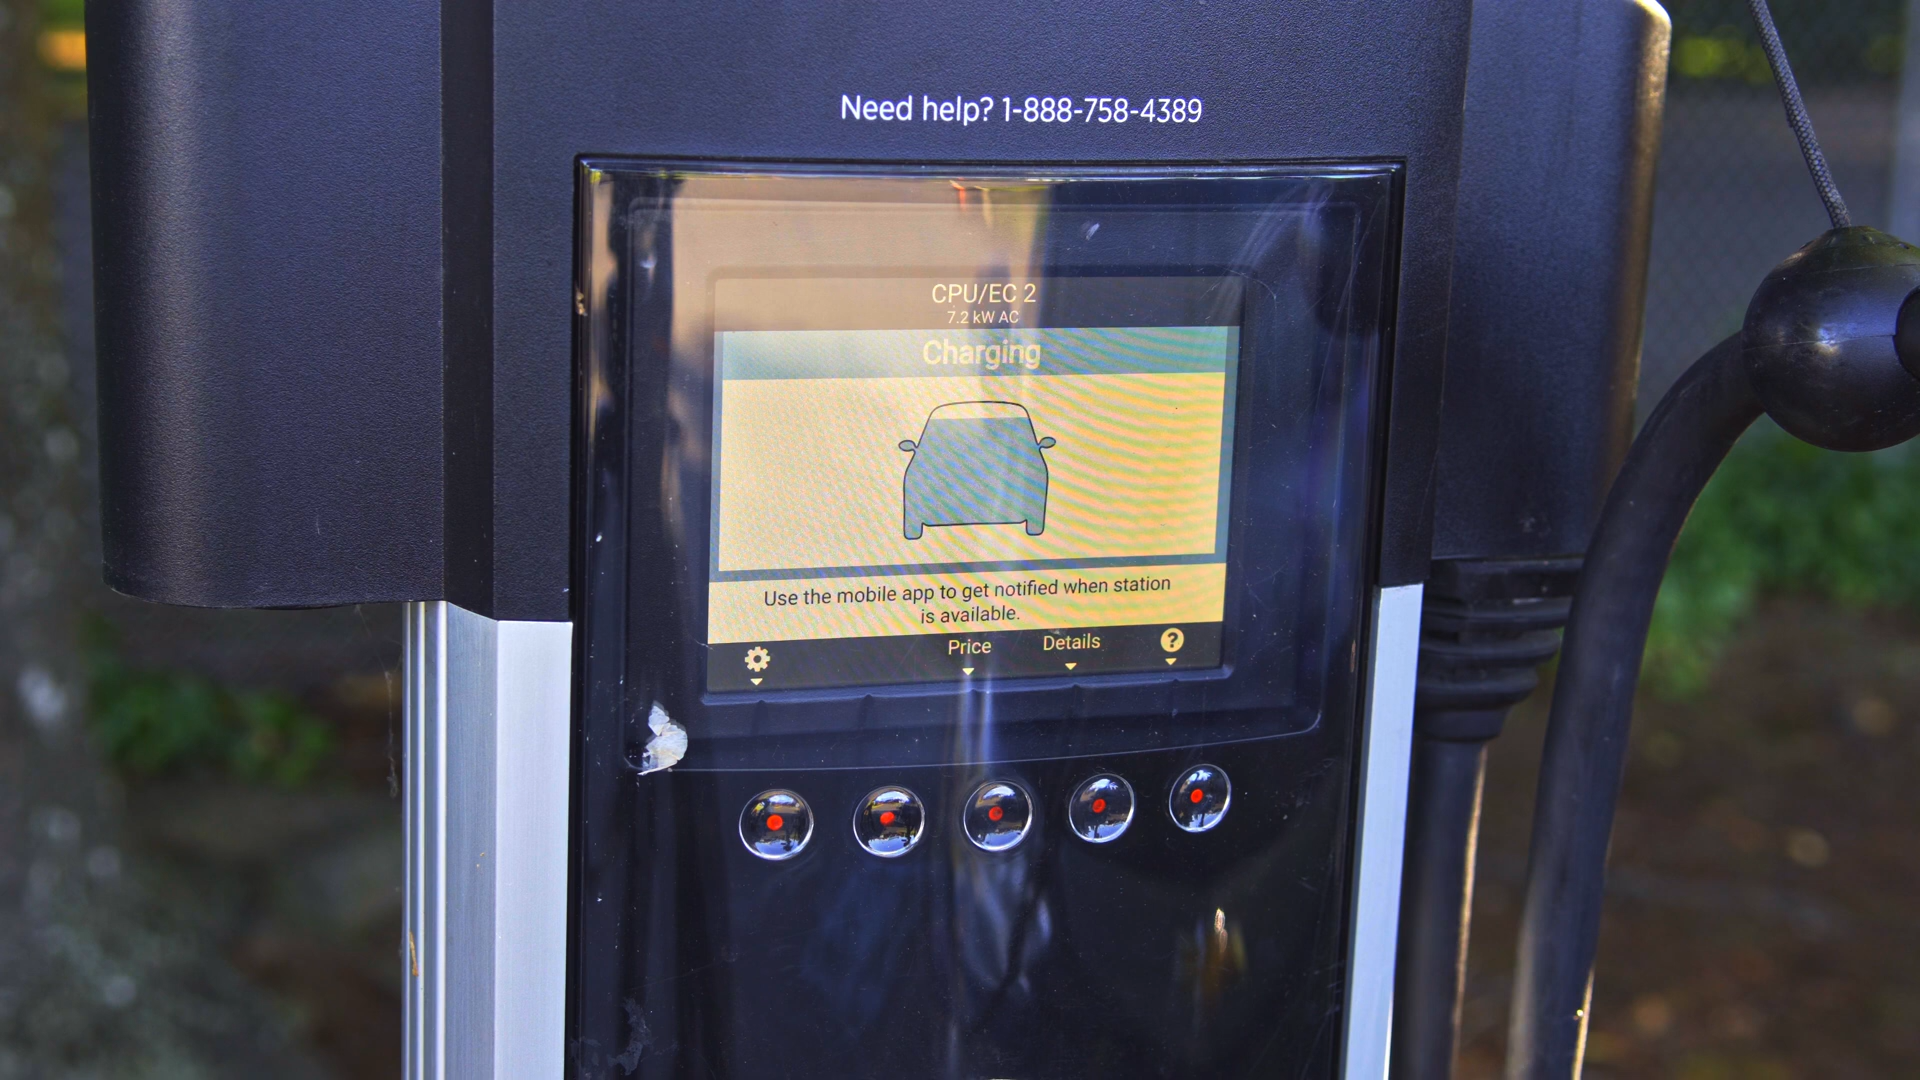 Need help? 1-888-758-4389
CPU/EC 2
7.2 kW AC
Charging
Use the mobile app to get notified when station
is available.
Price Details ?